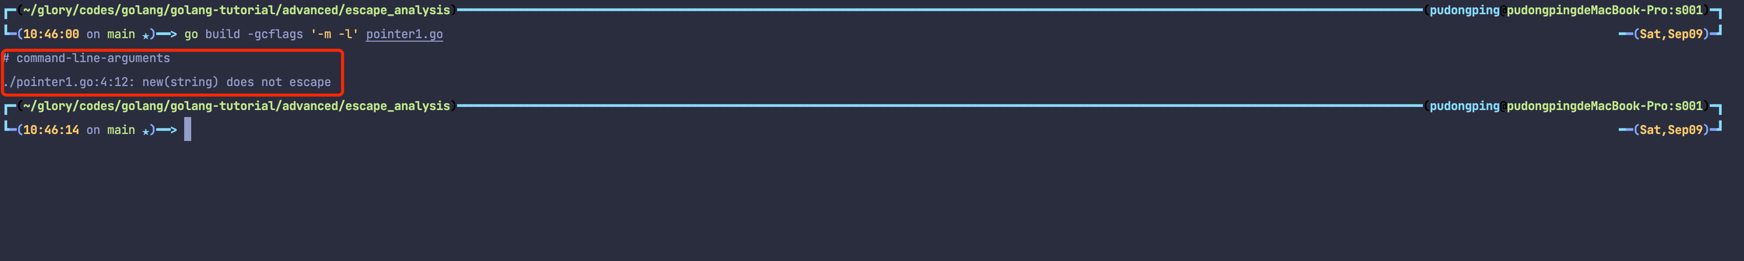 (~/glory/codes/golang/golang-tutorial/advanced/escape_analysis) (pudongping@pudongpingdeMacBook-Pro:s001)
(10:46:00 on main ★)──> go build -gcflags '-m -l' pointer1.go ──(Sat,Sep09)
# command-line-arguments
./pointer1.go:4:12: new(string) does not escape
(~/glory/codes/golang/golang-tutorial/advanced/escape_analysis) (pudongping@pudongpingdeMacBook-Pro:s001)
(10:46:14 on main ★)──> ──(Sat,Sep09)